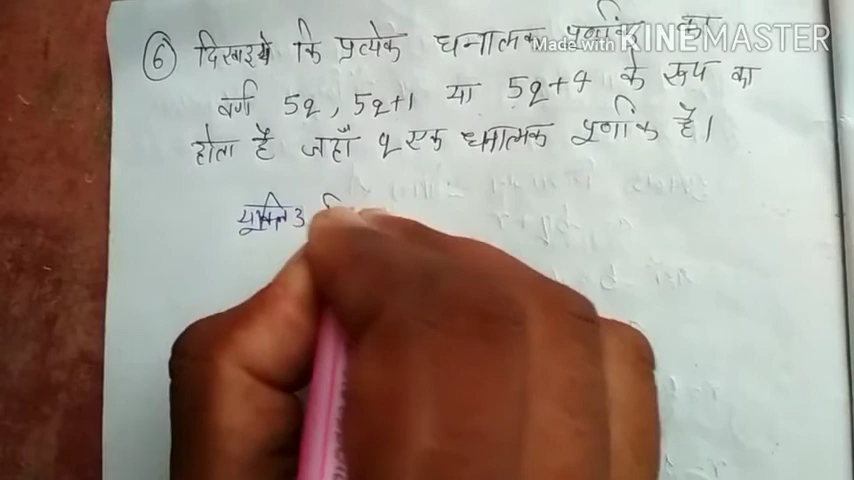 ⑥ दिखाइये कि प्रत्येक धनात्मक पूर्णांक का
Made with KINEMASTER
वर्ग 5q, 5q+1 या 5q+4 के रूप का
होता है जहाँ q एक धनात्मक पूर्णांक है।